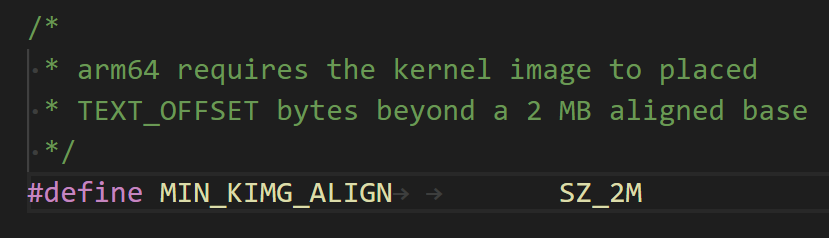 /*
 * arm64 requires the kernel image to placed
 * TEXT_OFFSET bytes beyond a 2 MB aligned base
 */
#define MIN_KIMG_ALIGN		SZ_2M